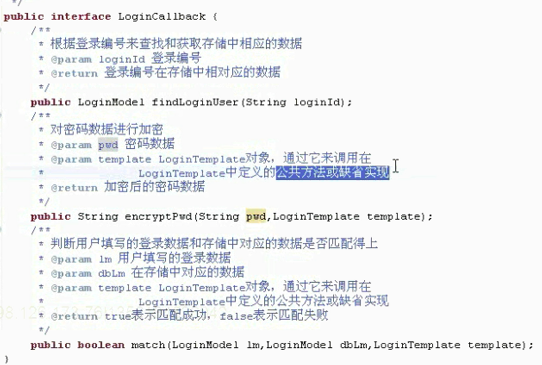 */
public interface LoginCallback {
/**
* 根据登录编号来查找和获取存储中相应的数据
* @param loginId 登录编号
* @return 登录编号在存储中相对应的数据
*/
public LoginModel findLoginUser(String loginId);
/**
* 对密码数据进行加密
* @param pwd 密码数据
* @param template LoginTemplate对象，通过它来调用在
* LoginTemplate中定义的公共方法或缺省实现
* @return 加密后的密码数据
*/
public String encryptPwd(String pwd,LoginTemplate template);
/**
* 判断用户填写的登录数据和存储中对应的数据是否匹配得上
* @param lm 用户填写的登录数据
* @param dbLm 在存储中对应的数据
* @param template LoginTemplate对象，通过它来调用在
* LoginTemplate中定义的公共方法或缺省实现
* @return true表示匹配成功，false表示匹配失败
*/
public boolean match(LoginModel lm,LoginModel dbLm,LoginTemplate template);
}